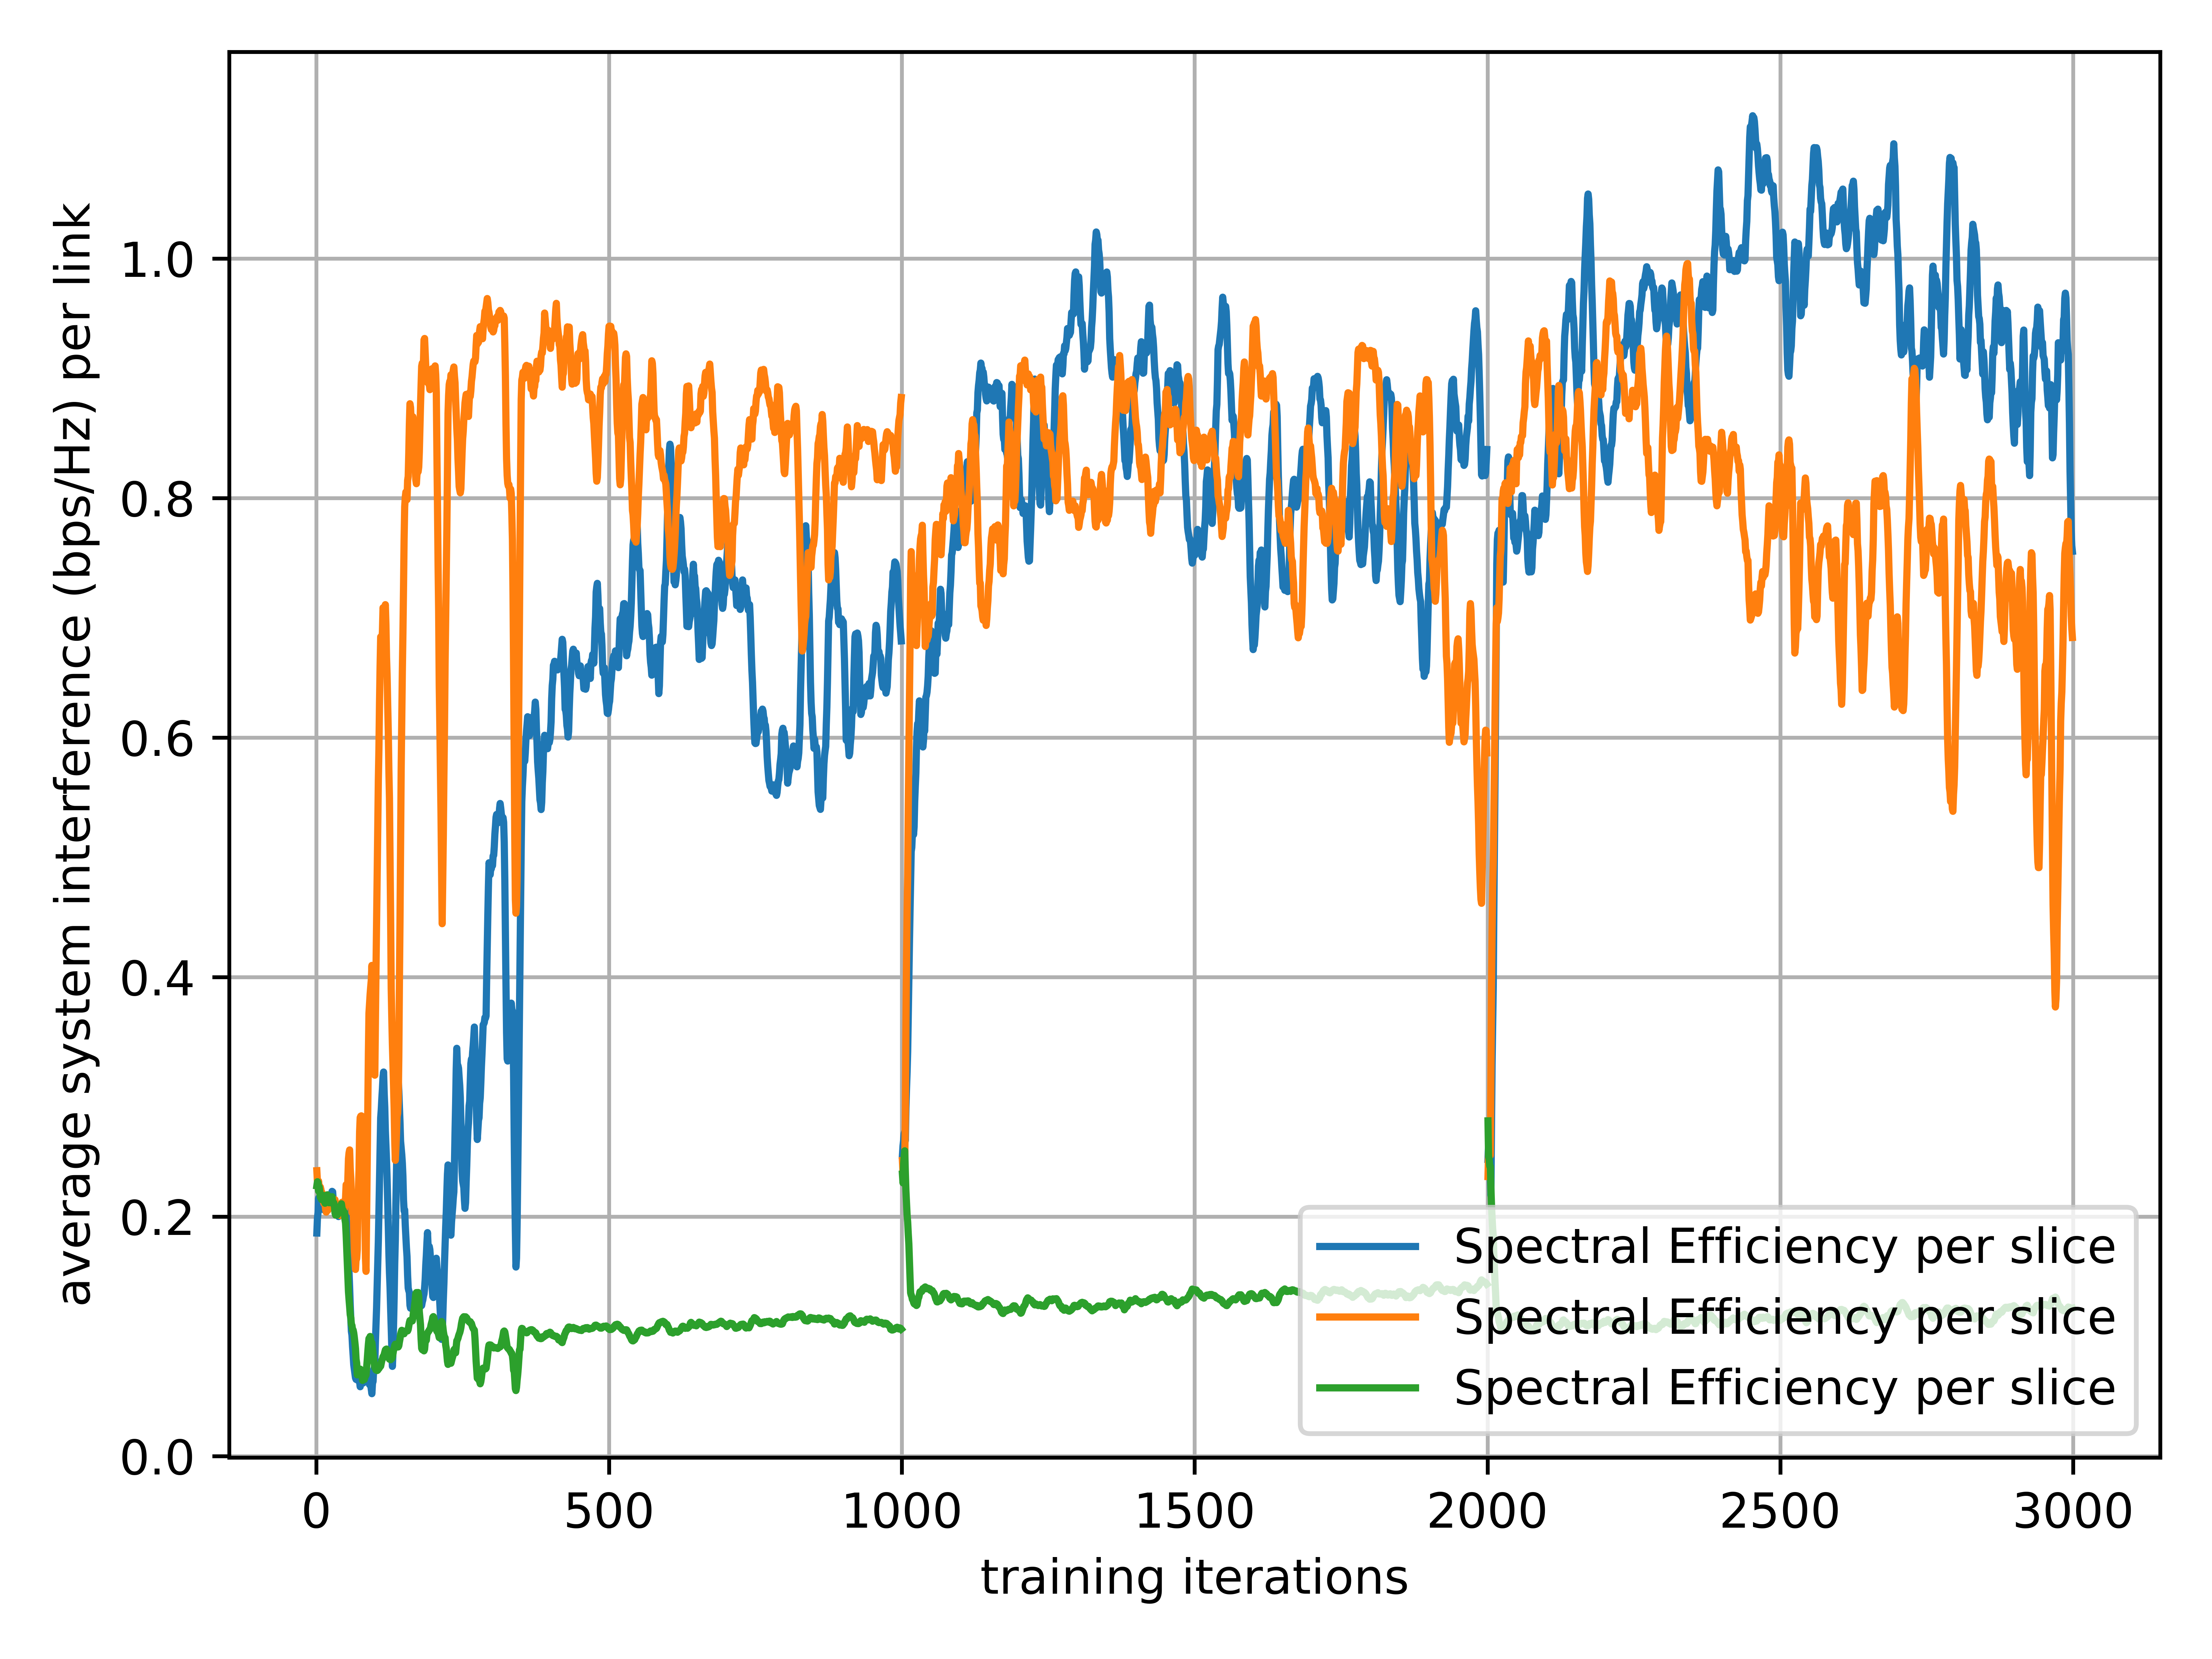 average system interference (bps/Hz) per link
1.0
0.8
0.6
0.4
0.2
0.0
Spectral Efficiency per slice
Spectral Efficiency per slice
Spectral Efficiency per slice
0 500 1000 1500 2000 2500 3000
training iterations